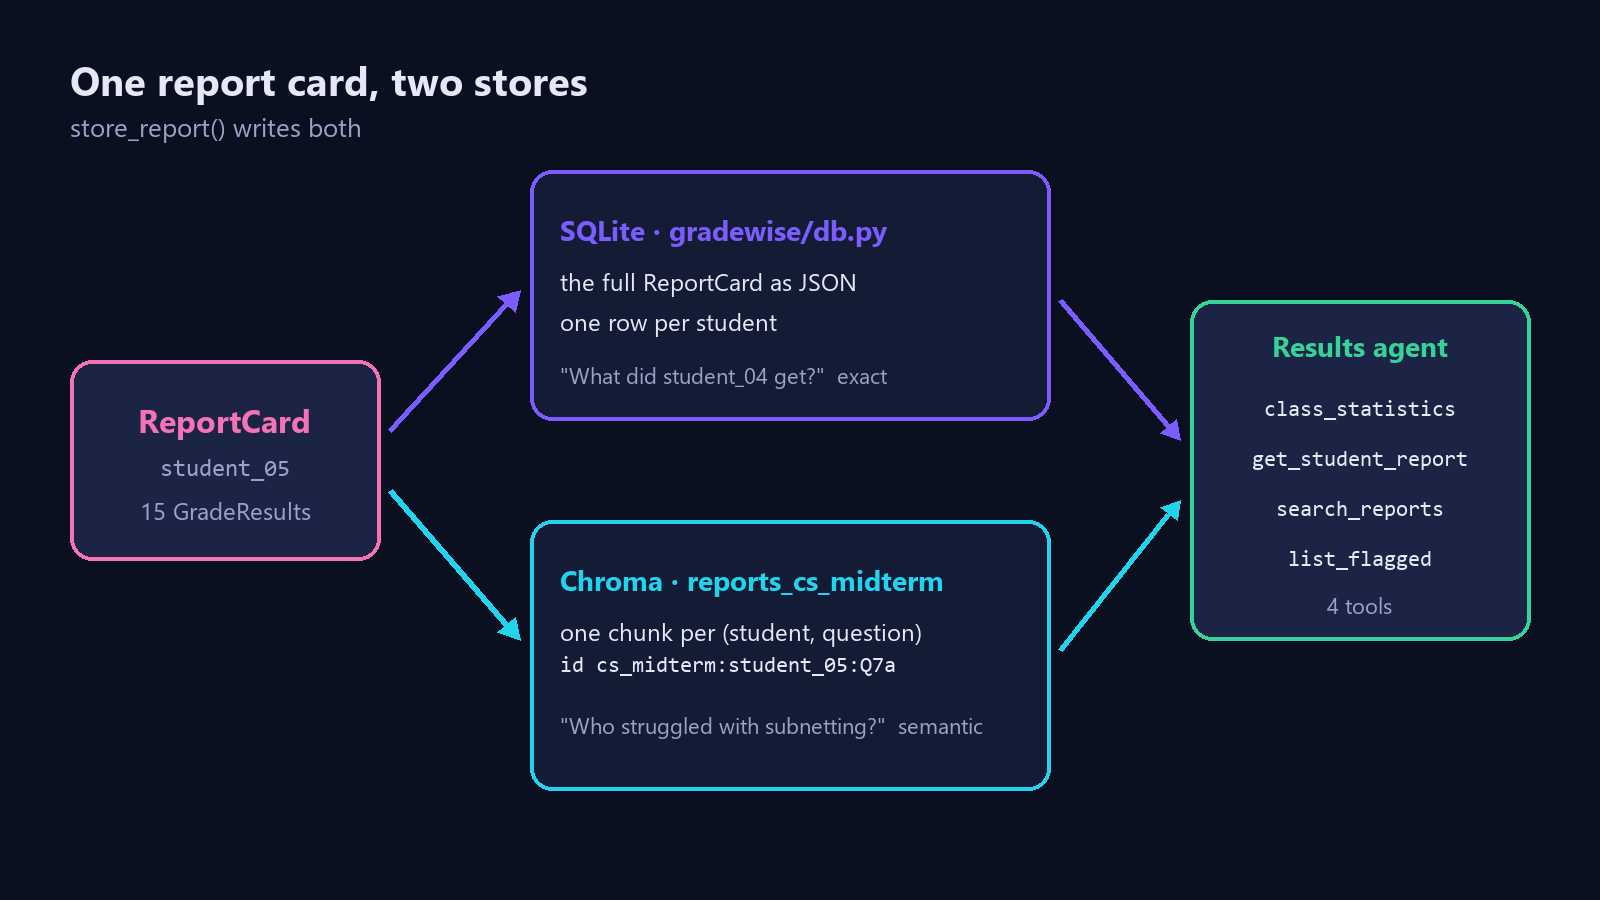 One report card, two stores
store_report() writes both
ReportCard
student_05
15 GradeResults
SQLite · gradewise/db.py
the full ReportCard as JSON
one row per student
"What did student_04 get?" exact
Chroma · reports_cs_midterm
one chunk per (student, question)
id cs_midterm:student_05:Q7a
"Who struggled with subnetting?" semantic
Results agent
class_statistics
get_student_report
search_reports
list_flagged
4 tools